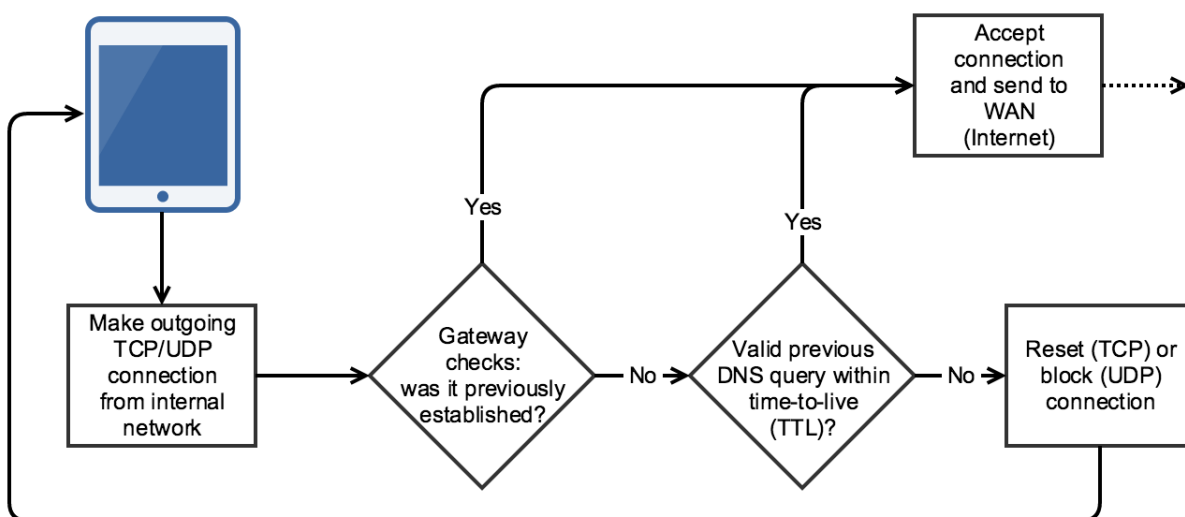 Accept
connection
and send to
WAN
(Internet)
Yes
Yes
Make outgoing
TCP/UDP
connection
from internal
network
Gateway
checks:
was it previously
established?
No
Valid previous
DNS query within
time-to-live
(TTL)?
No
Reset (TCP) or
block (UDP)
connection